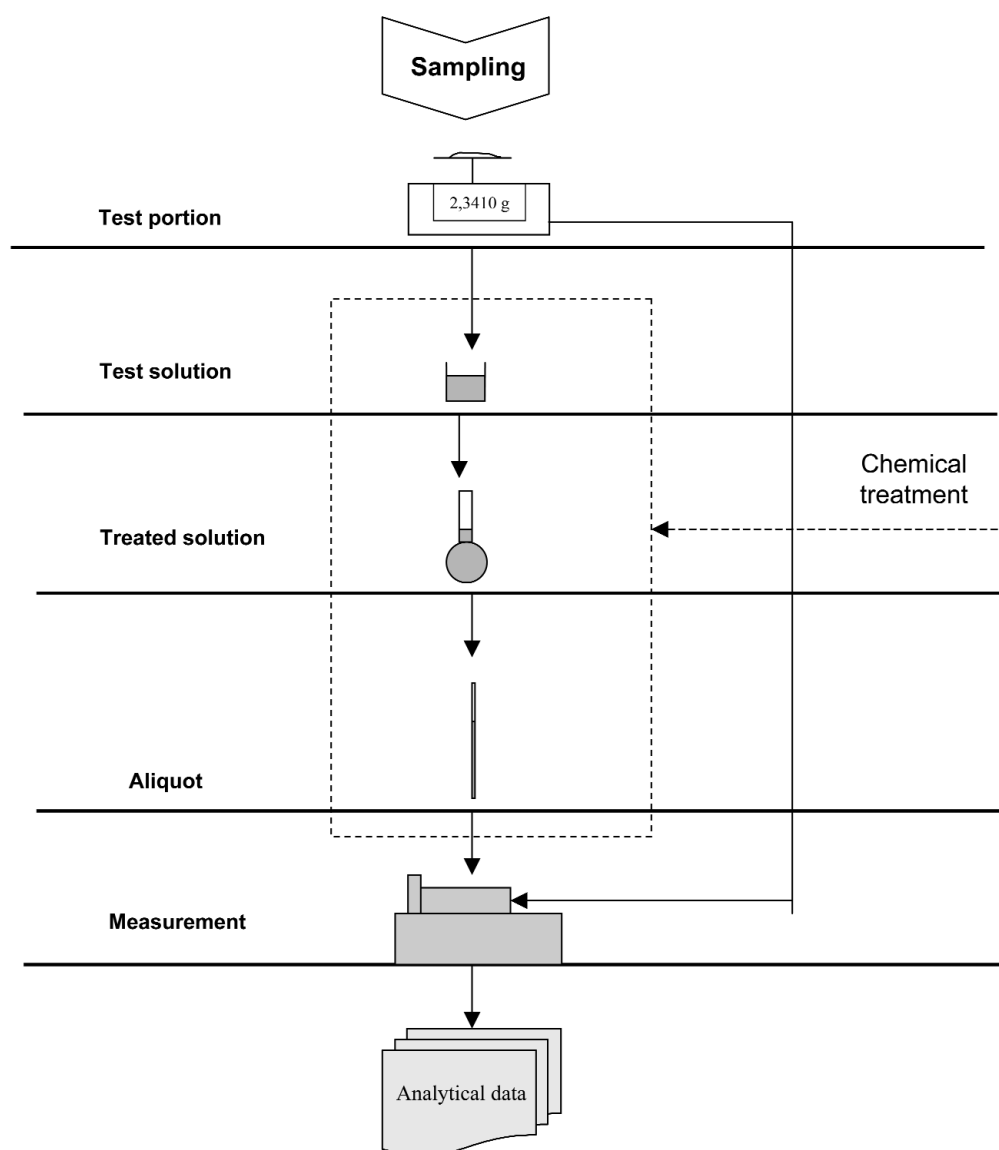 Sampling
2,3410 g
Test portion
Test solution
Chemical
treatment
Treated solution
Aliquot
Measurement
Analytical data